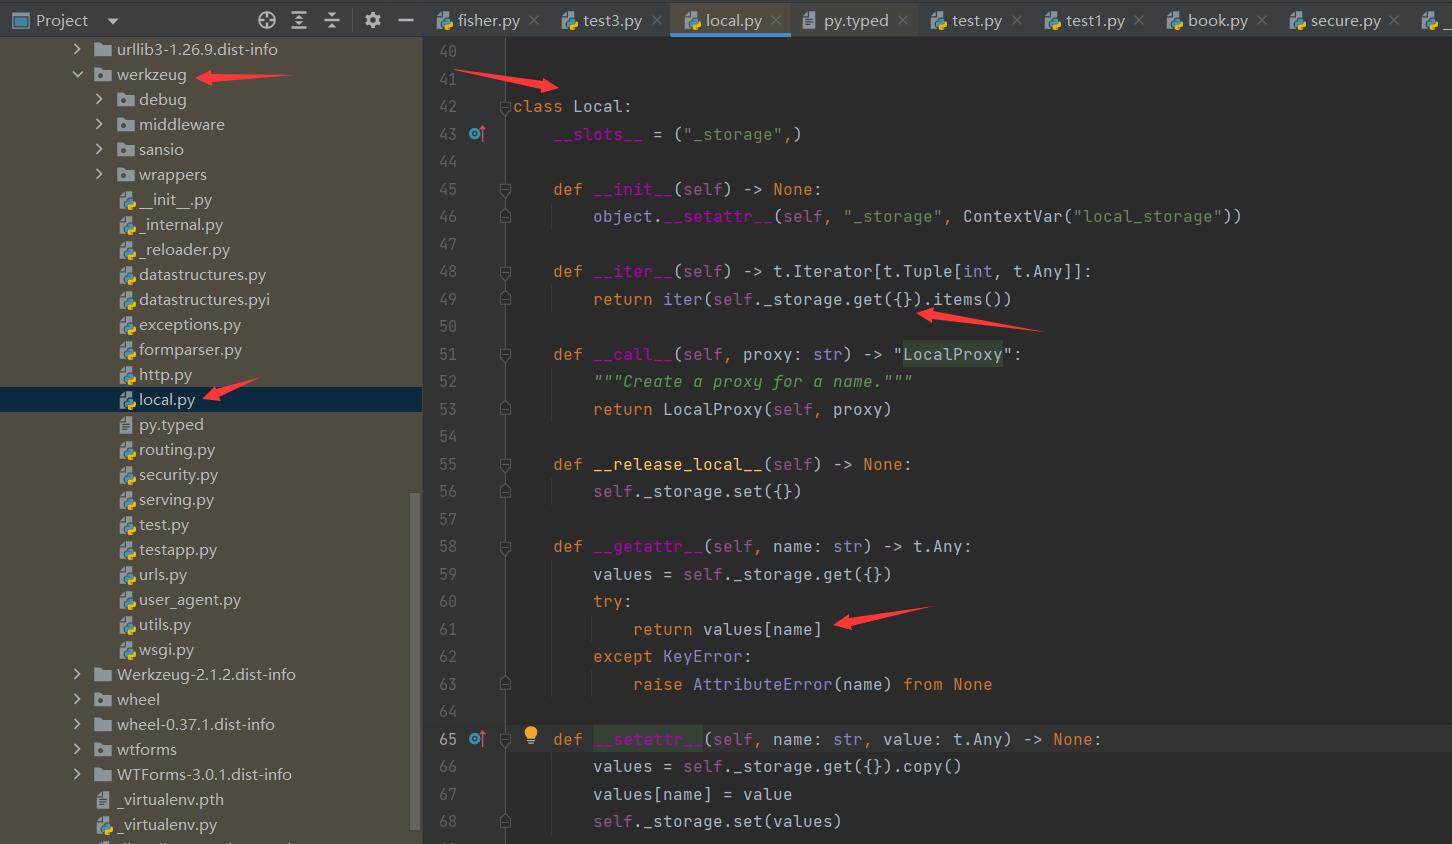 Project
fisher.py
test3.py
local.py
py.typed
test.py
test1.py
book.py
secure.py
urllib3-1.26.9.dist-info
werkzeug
debug
middleware
sansio
wrappers
__init__.py
_internal.py
_reloader.py
datastructures.py
datastructures.pyi
exceptions.py
formparser.py
http.py
local.py
py.typed
routing.py
security.py
serving.py
test.py
testapp.py
urls.py
user_agent.py
utils.py
wsgi.py
Werkzeug-2.1.2.dist-info
wheel
wheel-0.37.1.dist-info
wtforms
WTForms-3.0.1.dist-info
_virtualenv.pth
_virtualenv.py
40
41
42 class Local:
43     __slots__ = ("_storage",)
44
45     def __init__(self) -> None:
46         object.__setattr__(self, "_storage", ContextVar("local_storage"))
47
48     def __iter__(self) -> t.Iterator[t.Tuple[int, t.Any]]:
49         return iter(self._storage.get({}).items())
50
51     def __call__(self, proxy: str) -> "LocalProxy":
52         """Create a proxy for a name."""
53         return LocalProxy(self, proxy)
54
55     def __release_local__(self) -> None:
56         self._storage.set({})
57
58     def __getattr__(self, name: str) -> t.Any:
59         values = self._storage.get({})
60         try:
61             return values[name]
62         except KeyError:
63             raise AttributeError(name) from None
64
65     def __setattr__(self, name: str, value: t.Any) -> None:
66         values = self._storage.get({}).copy()
67         values[name] = value
68         self._storage.set(values)